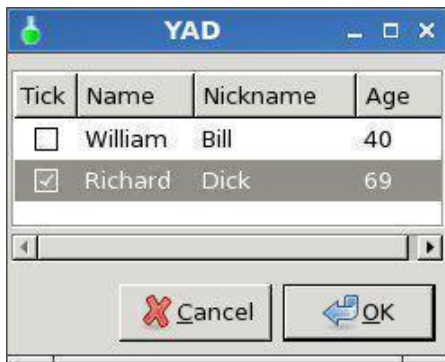 YAD
Tick Name Nickname Age
William Bill 40
Richard Dick 69
Cancel OK